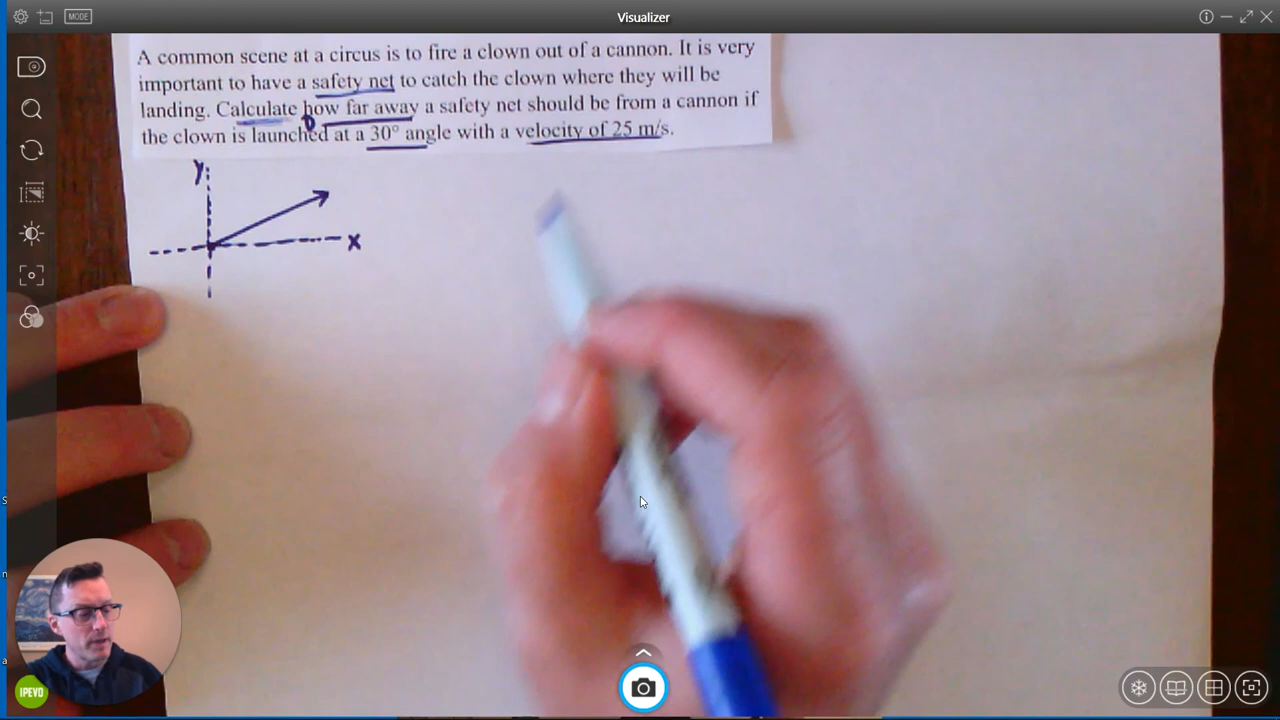 MODE
Visualizer
A common scene at a circus is to fire a clown out of a cannon. It is very
important to have a safety net to catch the clown where they will be
landing. Calculate how far away a safety net should be from a cannon if
the clown is launched at a 30° angle with a velocity of 25 m/s.
y
x
IPEVO